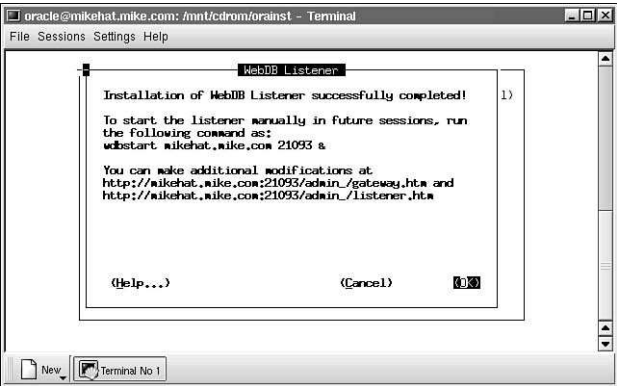 oracle@mikehat.mike.com: /mnt/cdrom/orainst - Terminal
File Sessions Settings Help
WebDB Listener
Installation of WebDB Listener successfully completed!
1)
To start the listener manually in future sessions, run
the following command as:
wdbstart mikehat.mike.com 21093 &
You can make additional modifications at
http://mikehat.mike.com:21093/admin_/gateway.htm and
http://mikehat.mike.com:21093/admin_/listener.htm
(Help...)
(Cancel)
(OK)
New
Terminal No 1